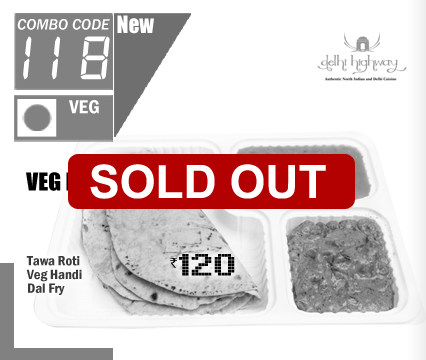 COMBO CODE
118
New
VEG
delhi highway
Authentic North Indian and Delhi Cuisine
VEG
SOLD OUT
₹120
Tawa Roti
Veg Handi
Dal Fry